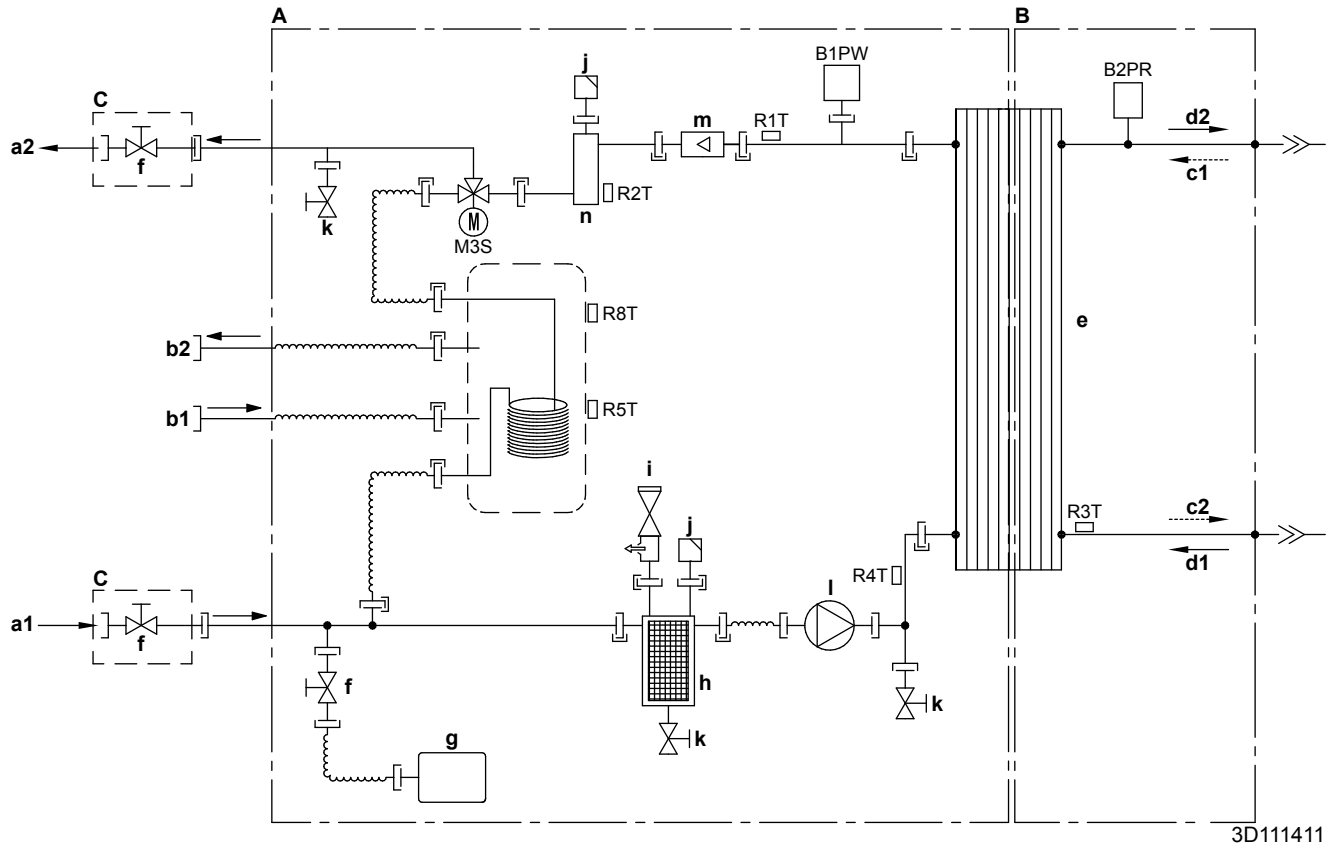 A
B
B1PW
B2PR
j
C
R1T
m
d2
a2
f
c1
R2T
k
n
M
M3S
R8T
e
b2
R5T
b1
i
R3T
c2
j
d1
R4T
C
l
a1
f
f
h
k
k
g
3D111411